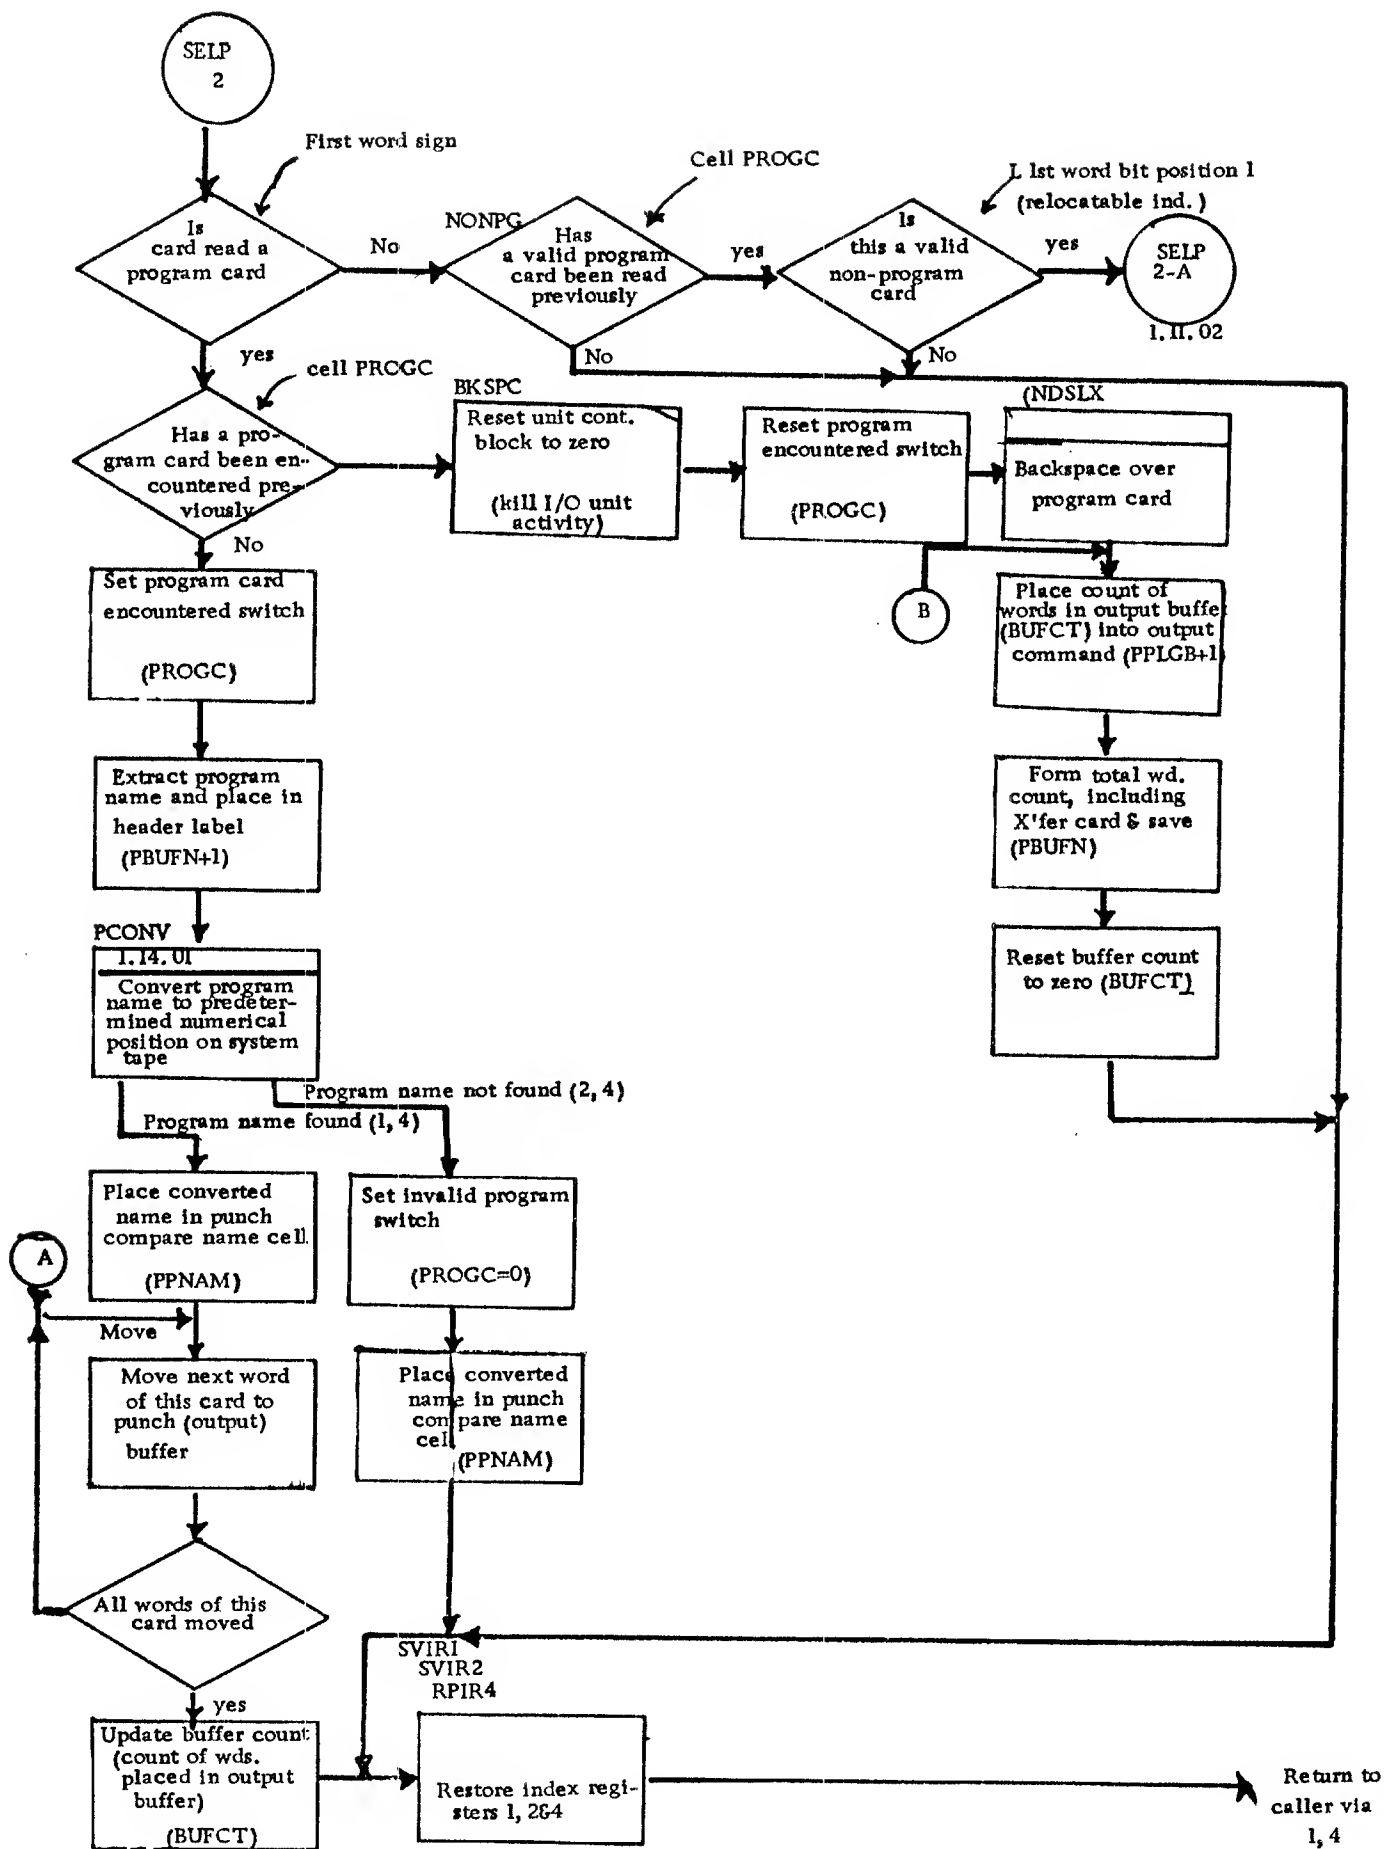 SELP
2
First word sign
Cell PROGC
L 1st word bit position 1
(relocatable ind.)
Is
card read a
program card
No
NONPG
Has
a valid program
card been read
previously
yes
Is
this a valid
non-program
card
yes
SELP
2-A
1.11.02
yes
cell PROGC
No
No
BKSPC
Reset unit cont.
block to zero
(kill I/O unit
activity)
Reset program
encountered switch
(PROGC)
(NDSLX
Backspace over
program card
Has a pro-
gram card been en-
countered pre-
viously
No
B
Place count of
words in output buffe
(BUFCT) into output
command (PPLGB+1)
Set program card
encountered switch
(PROGC)
Form total wd.
count, including
X'fer card & save
(PBUFN)
Extract program
name and place in
header label
(PBUFN+1)
Reset buffer count
to zero (BUFCT)
PCONV
1.14.01
Convert program
name to predeter-
mined numerical
position on system
tape
Program name not found (2, 4)
Program name found (1, 4)
Place converted
name in punch
compare name cell.
(PPNAM)
Set invalid program
switch
(PROGC=0)
A
Move
Move next word
of this card to
punch (output)
buffer
Place converted
name in punch
compare name
cell
(PPNAM)
All words of this
card moved
SVIR1
SVIR2
RPIR4
yes
Update buffer count
(count of wds.
placed in output
buffer)
(BUFCT)
Restore index regi-
sters 1, 2&4
Return to
caller via
1, 4